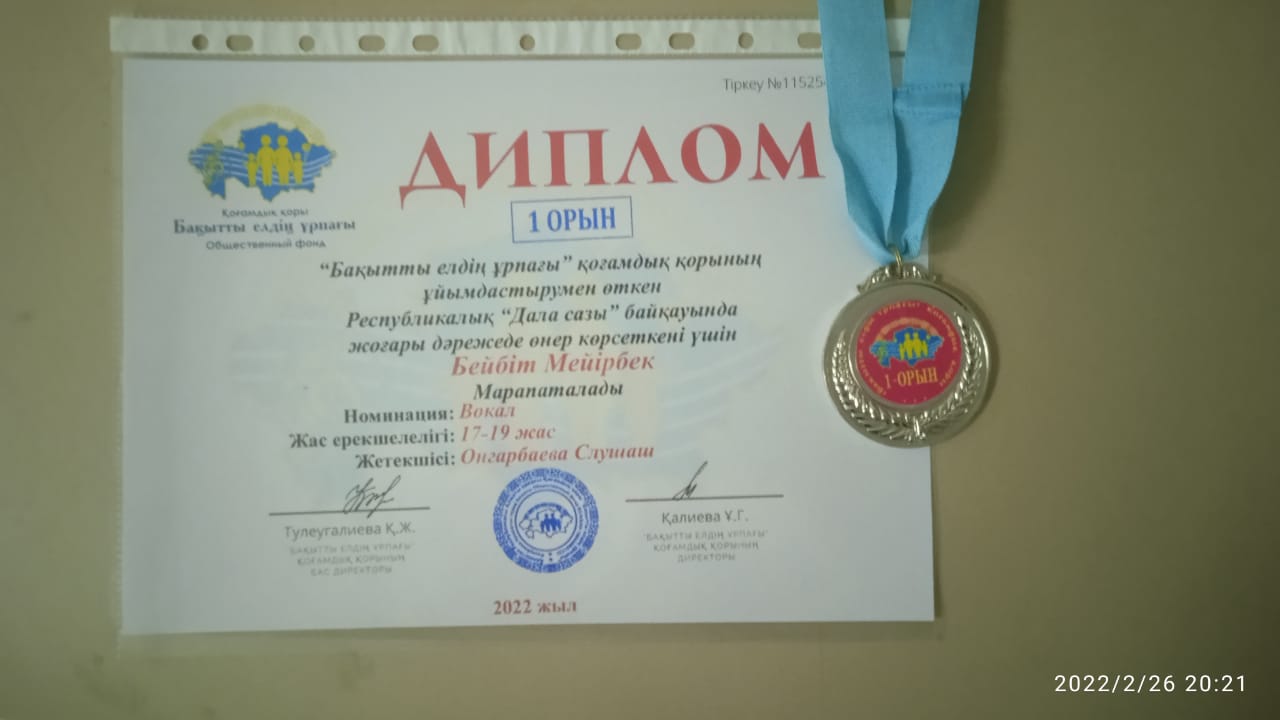 Тіркеу №11525
ДИПЛОМ
Қоғамдық қоры
Бақытты елдің ұрпағы
Общественный фонд
1 ОРЫН
“Бақытты елдің ұрпағы” қоғамдық қорының
ұйымдастырумен өткен
Республикалық “Дала сазы” байқауында
жоғары дәрежеде өнер көрсеткені үшін
Бейбіт Мейірбек
Марапаталады
Номинация: Вокал
Жас ерекшелелігі: 17-19 жас
Жетекшісі: Онгарбаева Слушаш
Тулеугалиева Қ.Ж.
"БАҚЫТТЫ ЕЛДІҢ ҰРПАҒЫ"
ҚОҒАМДЫҚ ҚОРЫНЫҢ
БАС ДИРЕКТОРЫ
Қалиева Ұ.Г.
"БАҚЫТТЫ ЕЛДІҢ ҰРПАҒЫ"
ҚОҒАМДЫҚ ҚОРЫНЫҢ
ДИРЕКТОРЫ
2022 жыл
1-ОРЫН
2022/2/26 20:21